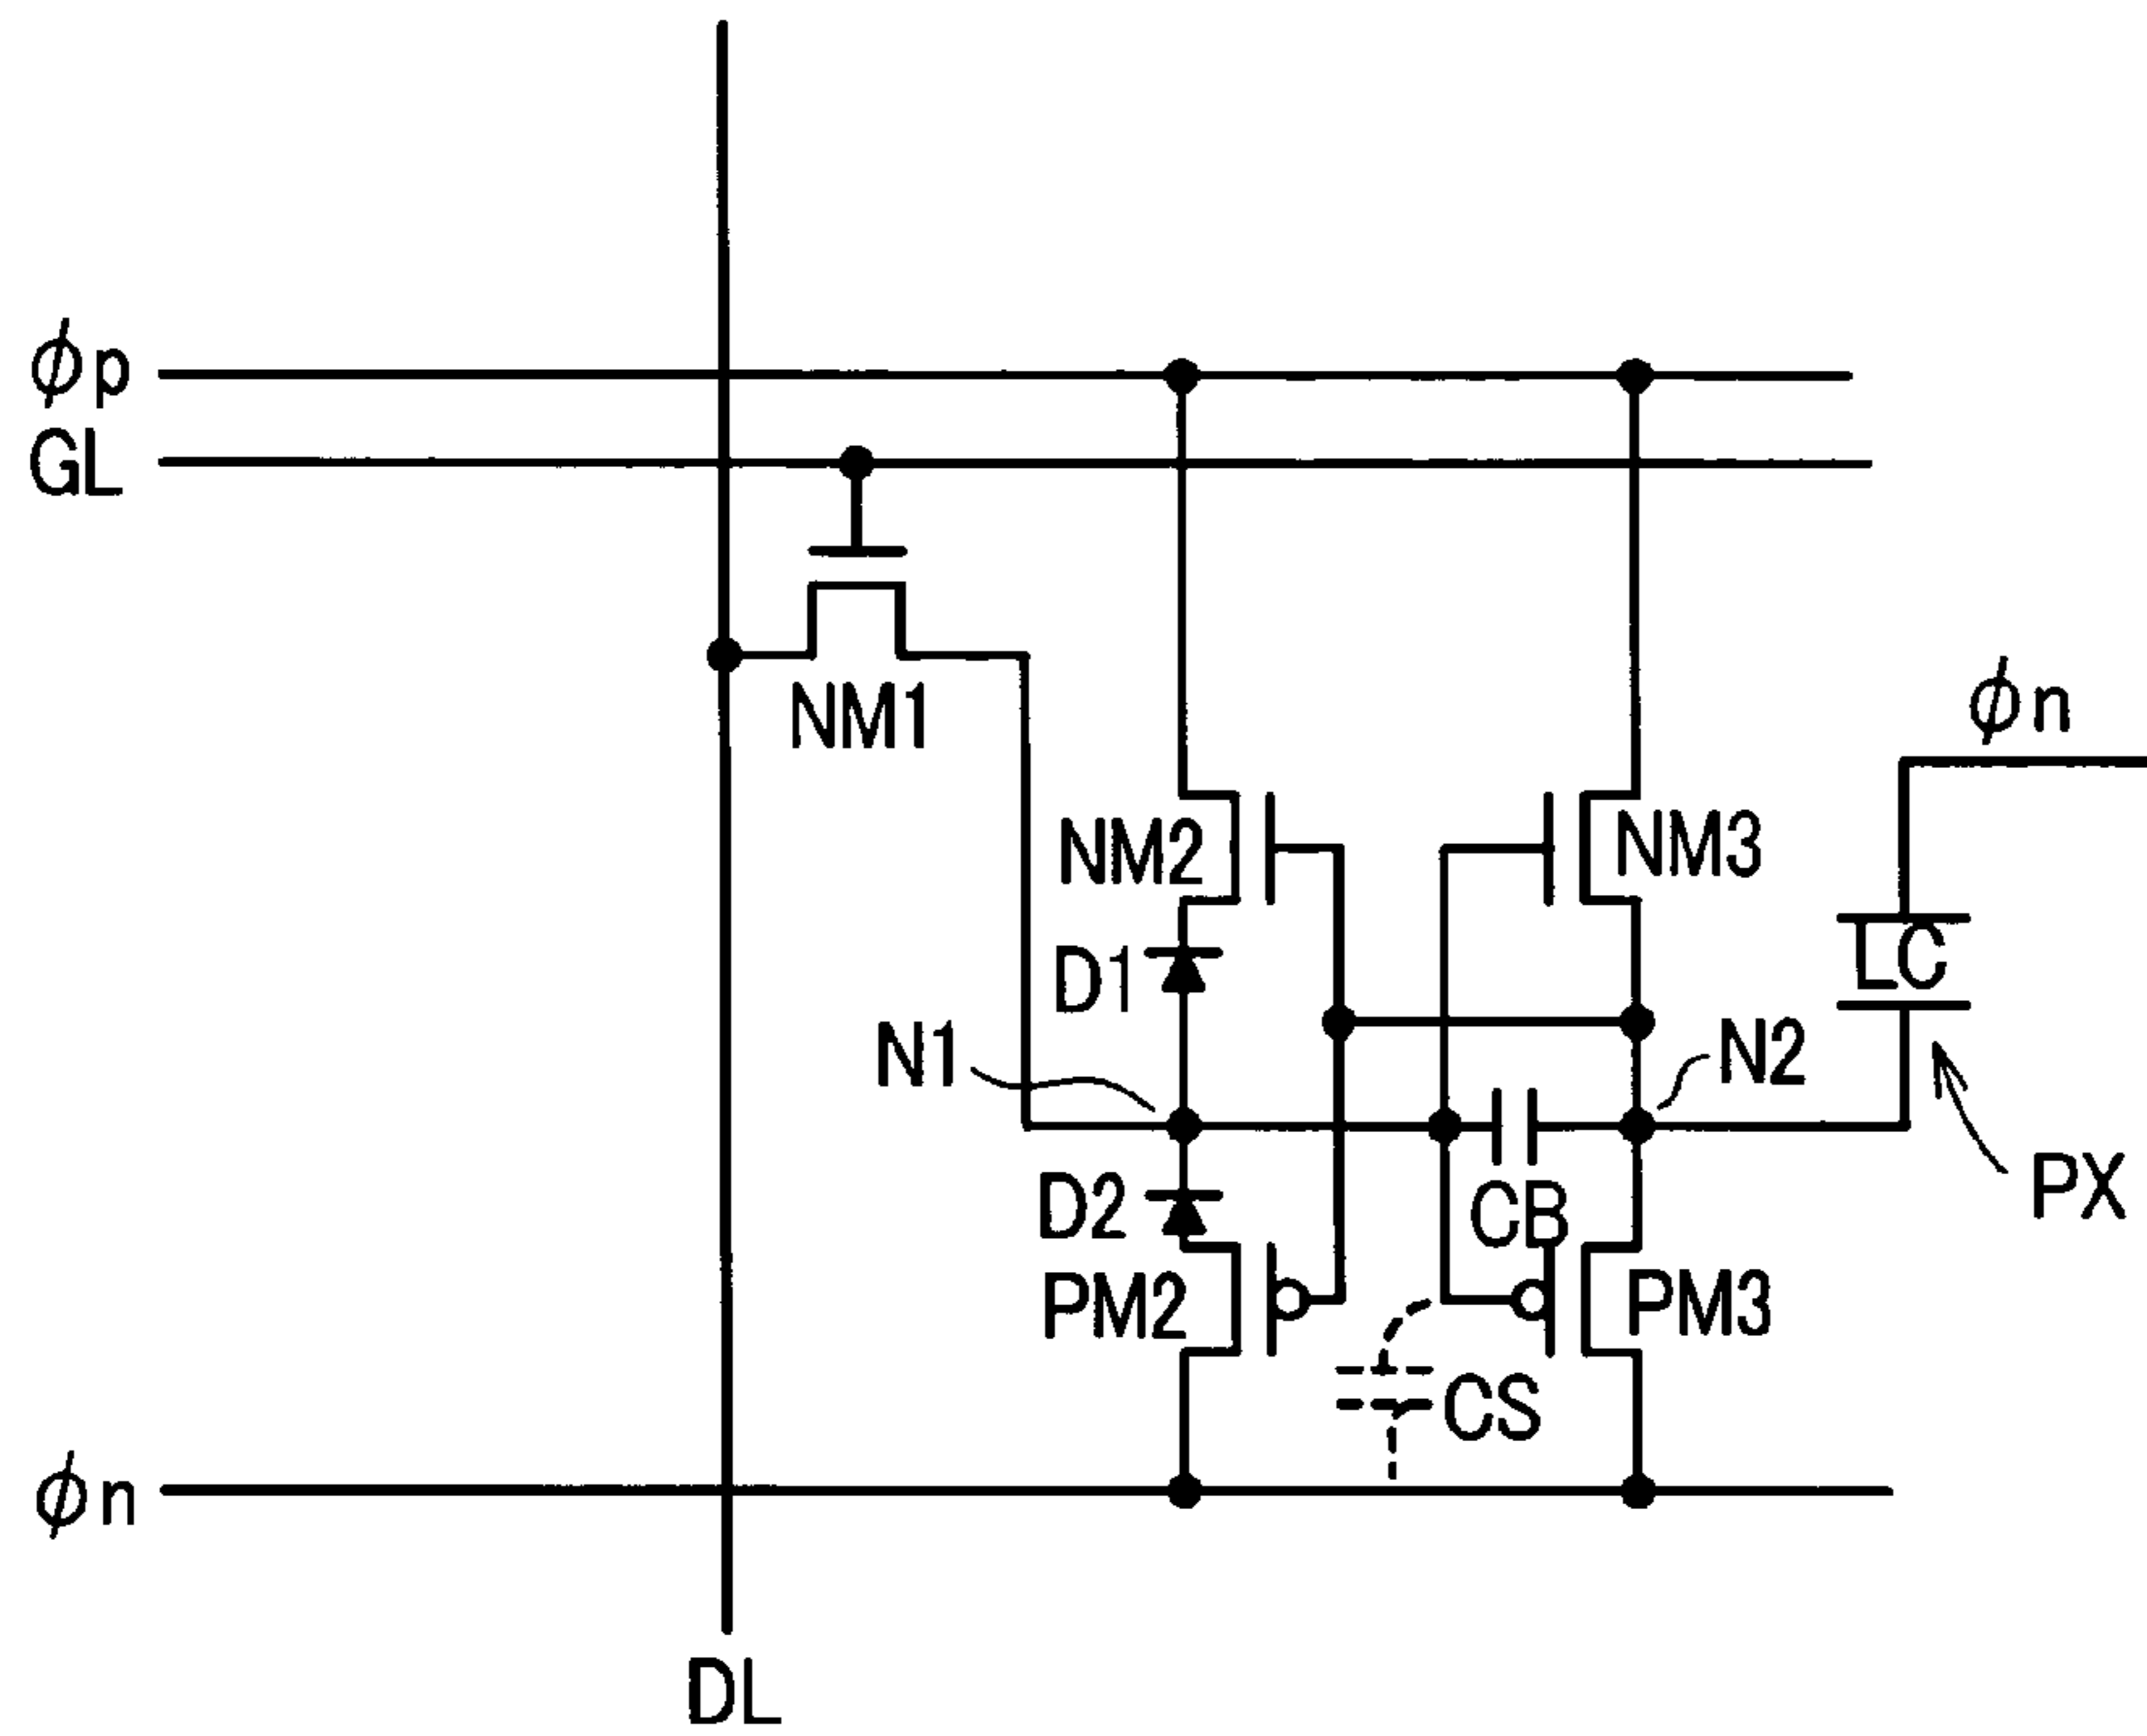 ϕp
GL
NM1
ϕn
NM2
NM3
LC
D1
N1
N2
PX
D2
CB
PM2
PM3
CS
ϕn
DL